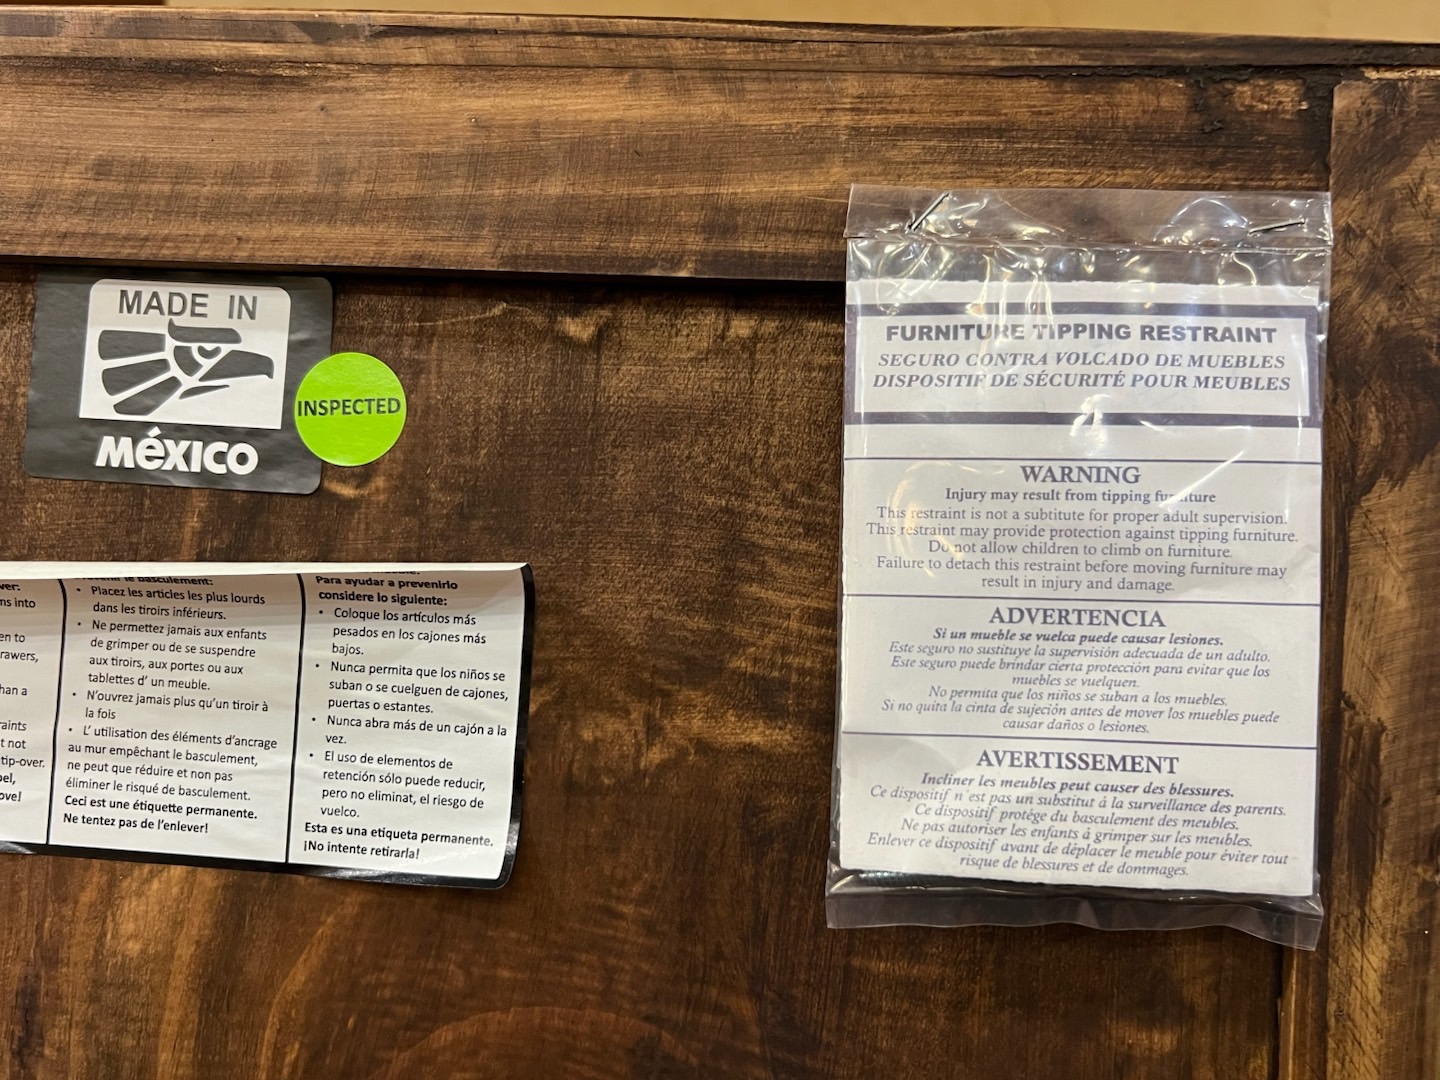 MADE IN
MéXICO
INSPECTED
ver:
ns into
en to
rawers,
han a
raints
t not
tip-over.
bel,
ove!
le basculement:
• Placez les articles les plus lourds
dans les tiroirs inférieurs.
• Ne permettez jamais aux enfants
de grimper ou de se suspendre
aux tiroirs, aux portes ou aux
tablettes d’ un meuble.
• N’ouvrez jamais plus qu’un tiroir à
la fois
• L’ utilisation des éléments d’ancrage
au mur empêchant le basculement,
ne peut que réduire et non pas
éliminer le risqué de basculement.
Ceci est une étiquette permanente.
Ne tentez pas de l’enlever!
Para ayudar a prevenirlo
considere lo siguiente:
• Coloque los artículos más
pesados en los cajones más
bajos.
• Nunca permita que los niños se
suban o se cuelguen de cajones,
puertas o estantes.
• Nunca abra más de un cajón a la
vez.
• El uso de elementos de
retención sólo puede reducir,
pero no eliminat, el riesgo de
vuelco.
Esta es una etiqueta permanente.
¡No intente retirarla!
FURNITURE TIPPING RESTRAINT
SEGURO CONTRA VOLCADO DE MUEBLES
DISPOSITIF DE SÉCURITÉ POUR MEUBLES
WARNING
Injury may result from tipping furniture
This restraint is not a subtitute for proper adult supervision.
This restraint may provide protection against tipping furniture.
Do not allow children to climb on furniture.
Failure to detach this restraint before moving furniture may
result in injury and damage.
ADVERTENCIA
Si un mueble se vuelca puede causar lesiones.
Este seguro no sustituye la supervisión adecuada de un adulto.
Este seguro puede brindar cierta protección para evitar que los
muebles se vuelquen.
No permita que los niños se suban a los muebles.
Si no quita la cinta de sujeción antes de mover los muebles puede
causar daños o lesiones.
AVERTISSEMENT
Incliner les meubles peut causer des blessures.
Ce dispositif n'est pas un substitut à la surveillance des parents.
Ce dispositif protége du basculement des meubles.
Ne pas autoriser les enfants à grimper sur les meubles.
Enlever ce dispositif avant de déplacer le meuble pour éviter tout
risque de blessures et de dommages.